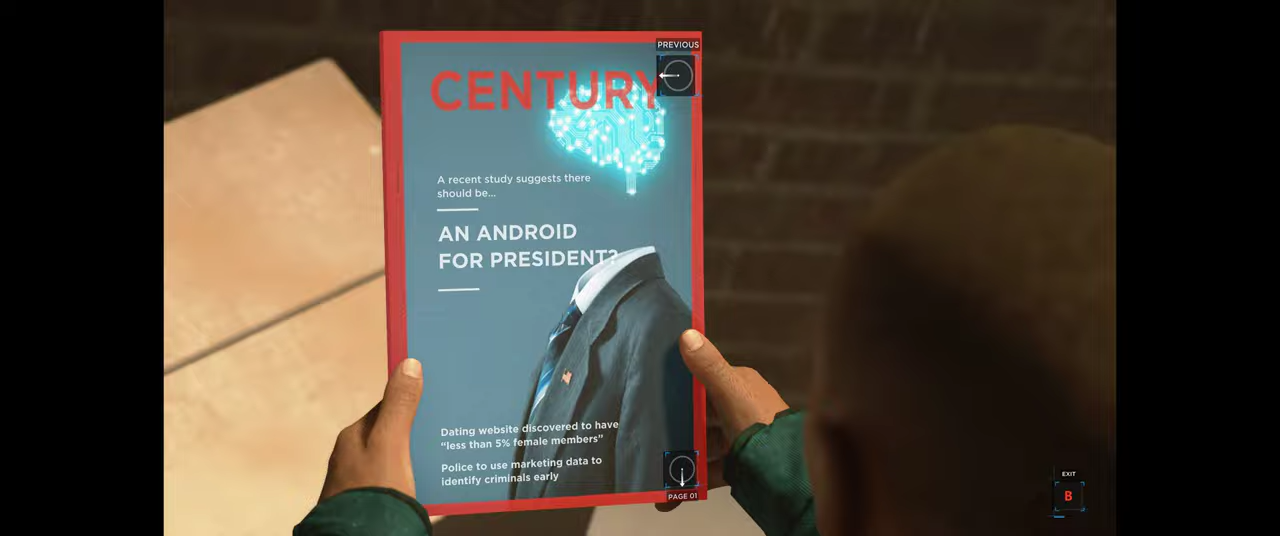 PREVIOUS
CENTURY
A recent study suggests there
should be...
AN ANDROID
FOR PRESIDENT?
Dating website discovered to have
“less than 5% female members”
Police to use marketing data to
identify criminals early
PAGE 01
EXIT
B